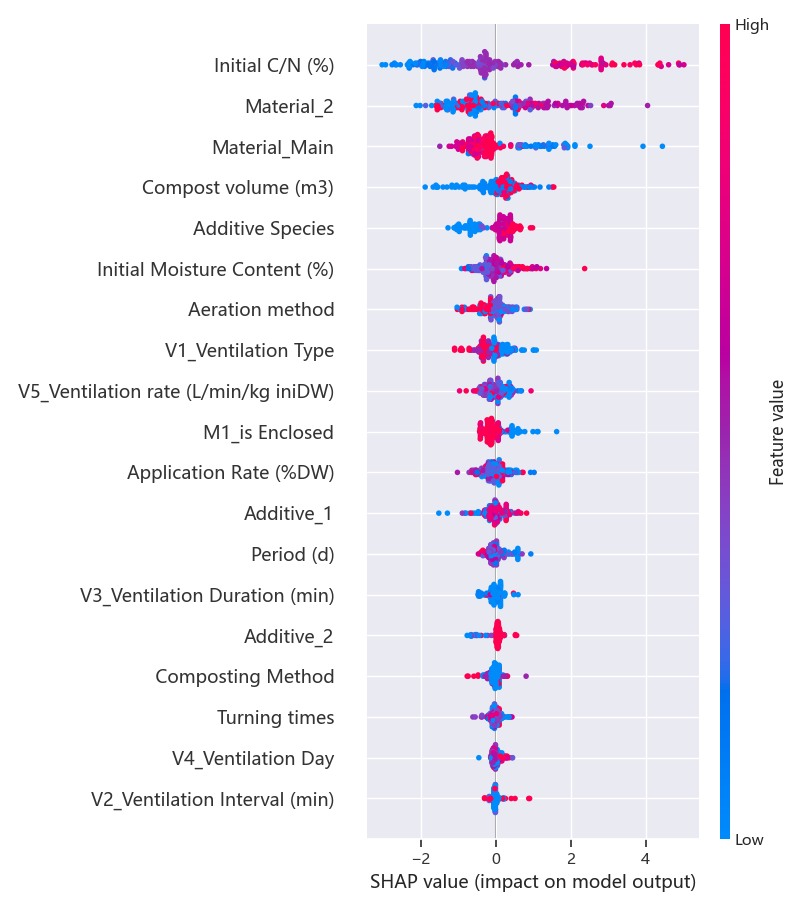 High
Initial C/N (%)
Material_2
Material_Main
Compost volume (m3)
Additive Species
Initial Moisture Content (%)
Aeration method
V1_Ventilation Type
V5_Ventilation rate (L/min/kg iniDW)
M1_is Enclosed
Application Rate (%DW)
Additive_1
Period (d)
V3_Ventilation Duration (min)
Additive_2
Composting Method
Turning times
V4_Ventilation Day
V2_Ventilation Interval (min)
Feature value
Low
−2 0 2 4
SHAP value (impact on model output)